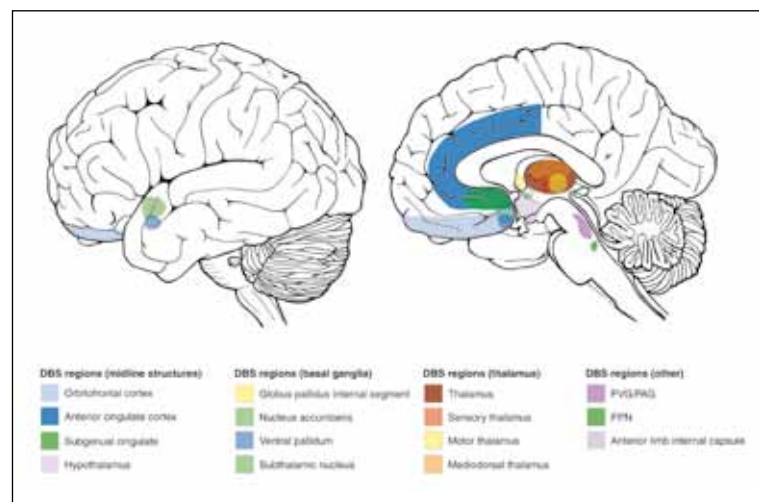 DBS regions (midline structures)
Orbitofrontal cortex
Anterior cingulate cortex
Subgenual cingulate
Hypothalamus
DBS regions (basal ganglia)
Globus pallidus internal segment
Nucleus accumbens
Ventral pallidum
Subthalamic nucleus
DBS regions (thalamus)
Thalamus
Sensory thalamus
Motor thalamus
Mediodorsal thalamus
DBS regions (other)
PVG/PAG
PPN
Anterior limb internal capsule